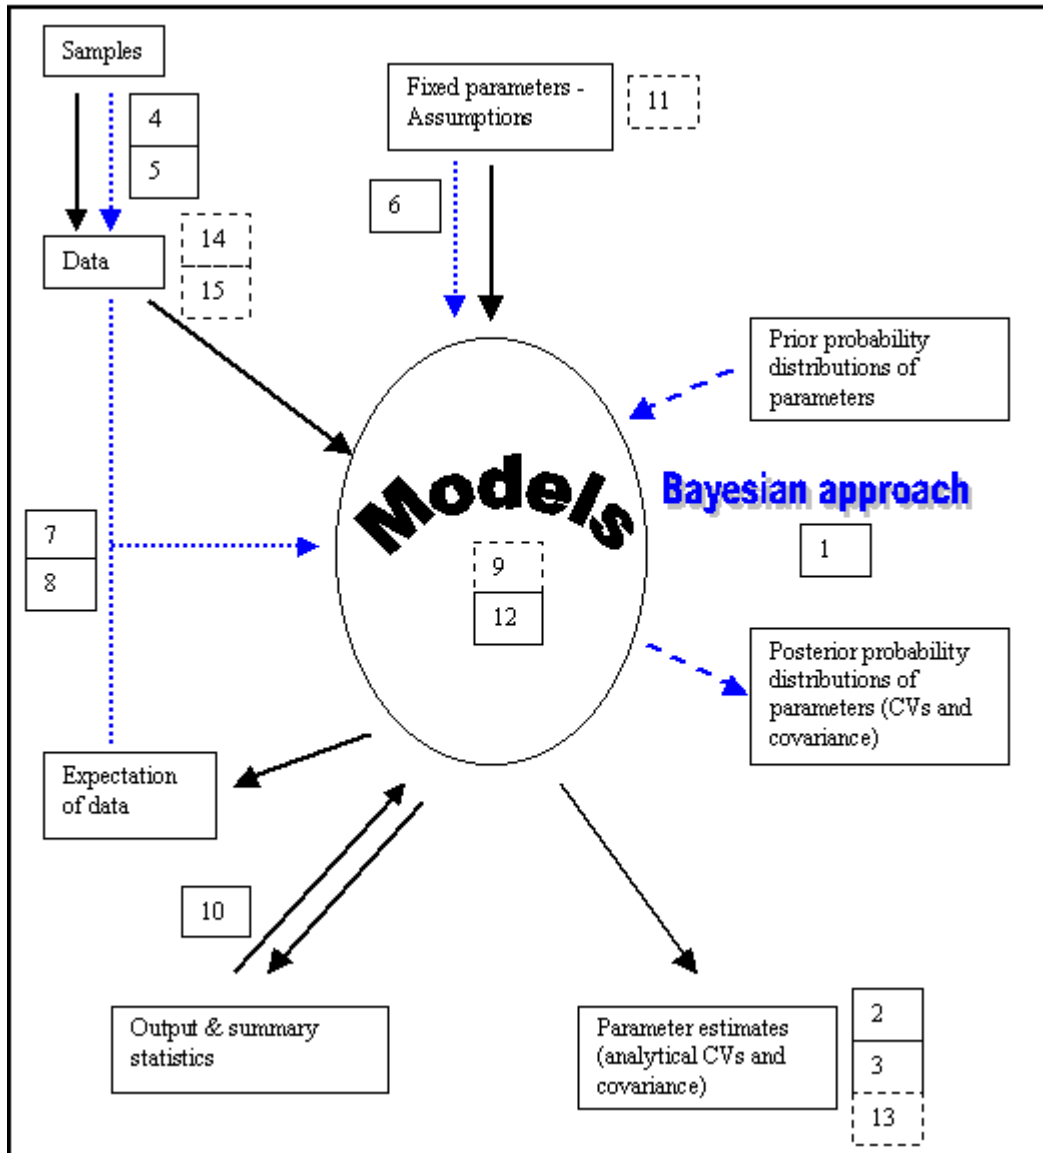 Samples
4
5
Fixed parameters -
Assumptions
11
6
Data
14
15
Prior probability
distributions of
parameters
Models
Bayesian approach
1
7
8
9
12
Posterior probability
distributions of
parameters (CVs and
covariance)
Expectation
of data
10
Output & summary
statistics
Parameter estimates
(analytical CVs and
covariance)
2
3
13